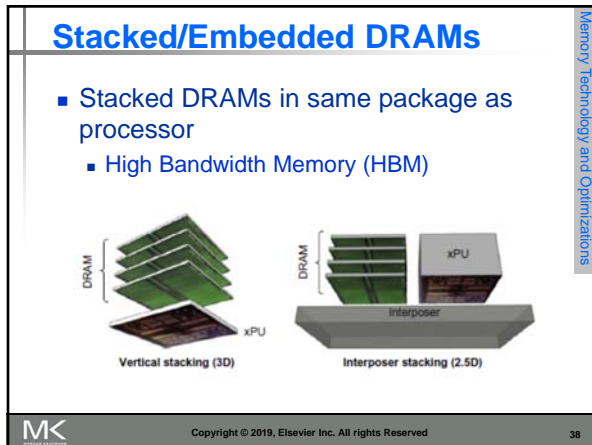 Stacked/Embedded DRAMs
Memory Technology and Optimizations
Stacked DRAMs in same package as
processor
High Bandwidth Memory (HBM)
DRAM
xPU
Vertical stacking (3D)
DRAM
xPU
Interposer
Interposer stacking (2.5D)
MK
Copyright © 2019, Elsevier Inc. All rights Reserved
38